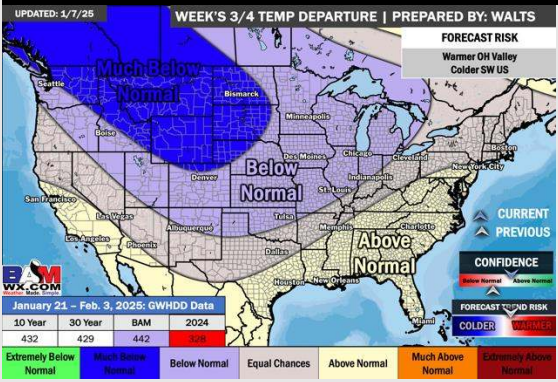 UPDATED: 1/7/25
WEEK'S 3/4 TEMP DEPARTURE | PREPARED BY: WALTS
FORECAST RISK
Warmer OH Valley
Colder SW US
Much Below
Normal
Seattle
Bismarck
Minneapolis
Boise
Boston
Des Moines
Chicago
Cleveland
New York City
Denver
Below
Normal
Indianapolis
St. Louis
San Francisco
Las Vegas
Tulsa
CURRENT
PREVIOUS
Los Angeles
Phoenix
Albuquerque
Memphis
Charlotte
Above
Normal
Dallas
Houston
New Orleans
Miami
CONFIDENCE
Below Normal
Above Normal
BAM
WX.COM
Weather Made. Simple
January 21 – Feb. 3, 2025: GWHDD Data
FORECAST TREND RISK
COLDER
WARMER
10 Year
30 Year
BAM
2024
432
429
442
328
Extremely Below
Normal
Much Below
Normal
Below Normal
Equal Chances
Above Normal
Much Above
Normal
Extremely Above
Normal